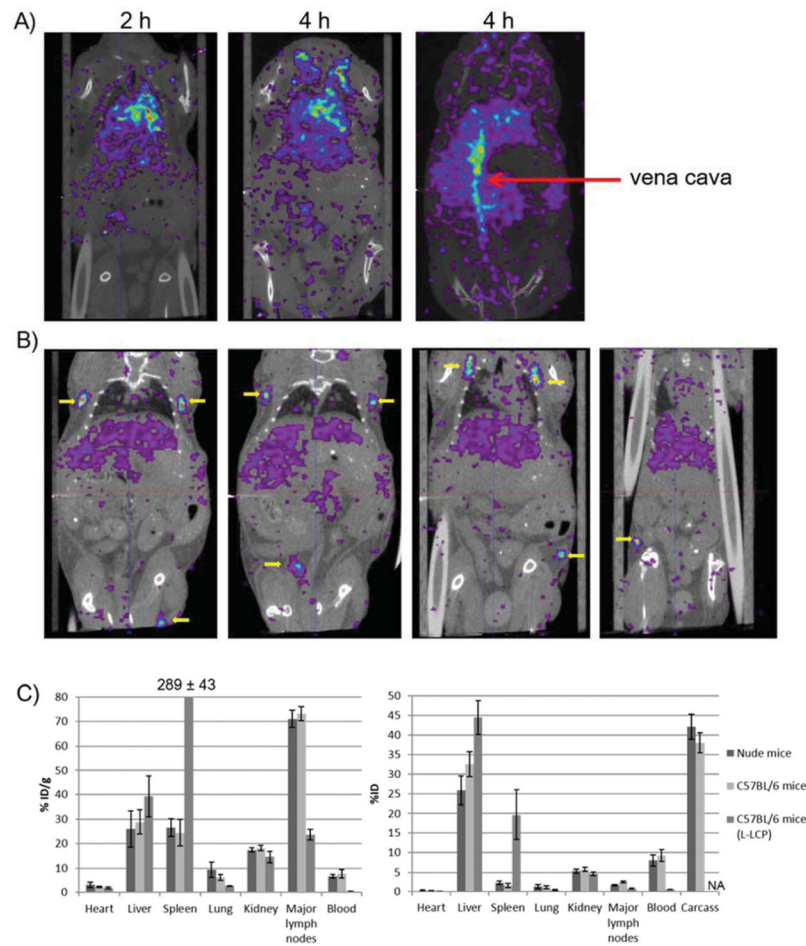 A)
2 h
4 h
4 h
vena cava
B)
C)
289 ± 43
% ID/g
80
70
60
50
40
30
20
10
0
Heart Liver Spleen Lung Kidney Major lymph nodes Blood
%ID
50
45
40
35
30
25
20
15
10
5
0
NA
Heart Liver Spleen Lung Kidney Major lymph nodes Blood Carcass
Nude mice
C57BL/6 mice
C57BL/6 mice
(L-LCP)